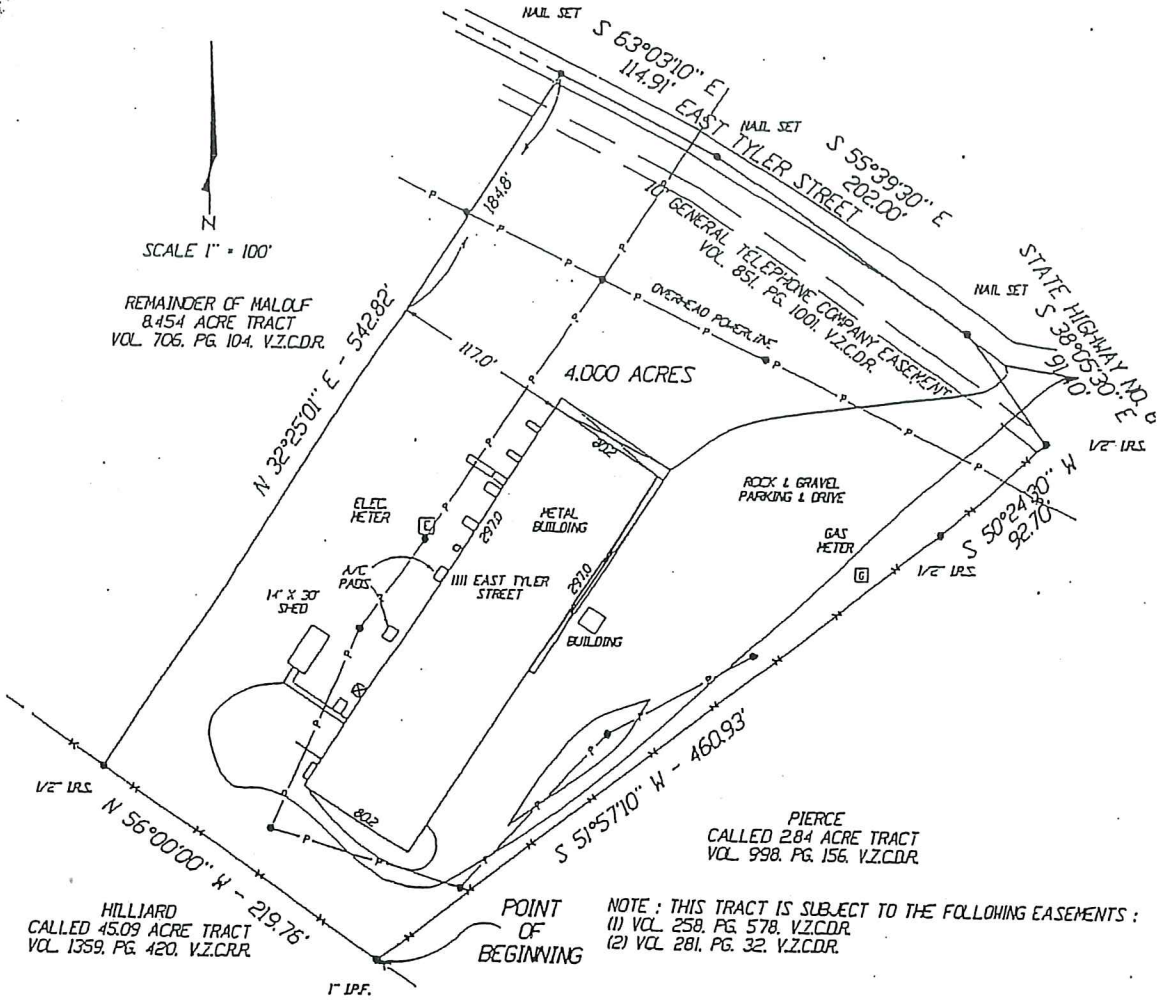 NAIL SET
S 63°03'10" E
114.91'
EAST TYLER STREET
NAIL SET
S 55°39'30" E
202.00'
STATE HIGHWAY NO.
NAIL SET
S 38°05'30" E
91.40'
1/2" I.R.S.
N
SCALE 1" = 100'
REMAINDER OF MALOUF
8.454 ACRE TRACT
VOL. 706, PG. 104, V.Z.C.D.R.
184.8'
10' GENERAL TELEPHONE COMPANY EASEMENT
VOL. 851, PG. 1001, V.Z.C.D.R.
OVERHEAD POWERLINE
117.0'
4.000 ACRES
N 32°25'01" E - 542.82'
80.2
ROCK & GRAVEL
PARKING & DRIVE
S 50°24'30" W
92.70'
1/2" I.R.S.
GAS
METER
G
ELEC.
METER
E
METAL
BUILDING
297.0
297.0
1111 EAST TYLER
STREET
A/C
PADS
14' X 30'
SHED
BUILDING
80.2
1/2" I.R.S.
N 56°00'00" W - 219.76'
S 51°57'10" W - 460.93'
PIERCE
CALLED 2.84 ACRE TRACT
VOL. 998, PG. 156, V.Z.C.D.R.
HILLIARD
CALLED 45.09 ACRE TRACT
VOL. 1359, PG. 420, V.Z.C.R.R.
POINT
OF
BEGINNING
NOTE : THIS TRACT IS SUBJECT TO THE FOLLOWING EASEMENTS :
(1) VOL. 258, PG. 578, V.Z.C.D.R.
(2) VOL. 281, PG. 32, V.Z.C.D.R.
1" I.P.F.